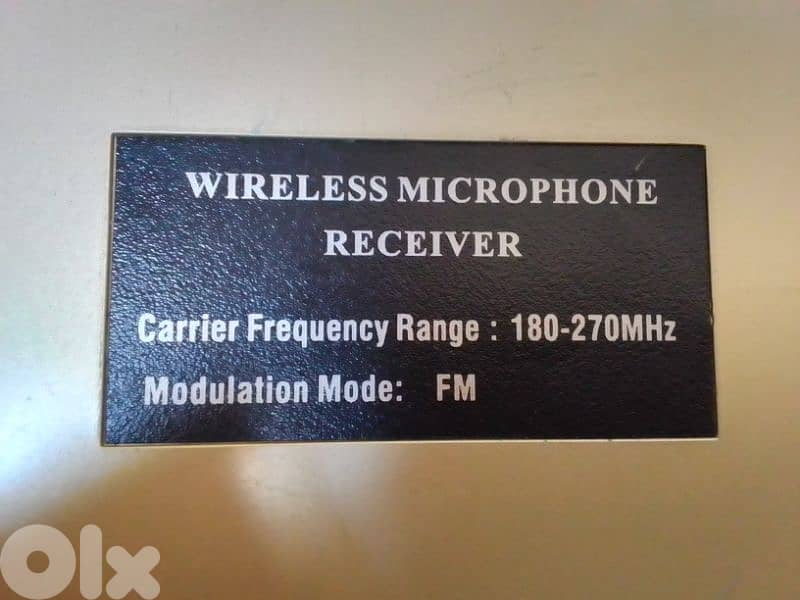 WIRELESS MICROPHONE
RECEIVER
Carrier Frequency Range : 180-270MHz
Modulation Mode: FM
Olx